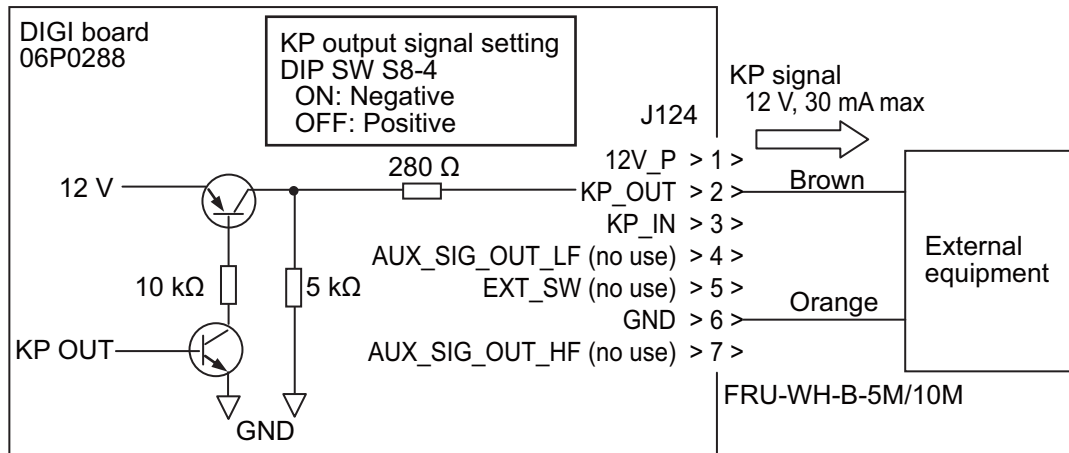 DIGI board
06P0288
KP output signal setting
DIP SW S8-4
ON: Negative
OFF: Positive
KP signal
12 V, 30 mA max
J124
12V_P > 1 >
280 Ω
12 V
KP_OUT > 2 >
Brown
KP_IN > 3 >
AUX_SIG_OUT_LF (no use) > 4 >
External
equipment
10 kΩ
5 kΩ
EXT_SW (no use) > 5 >
Orange
GND > 6 >
KP OUT
AUX_SIG_OUT_HF (no use) > 7 >
FRU-WH-B-5M/10M
GND